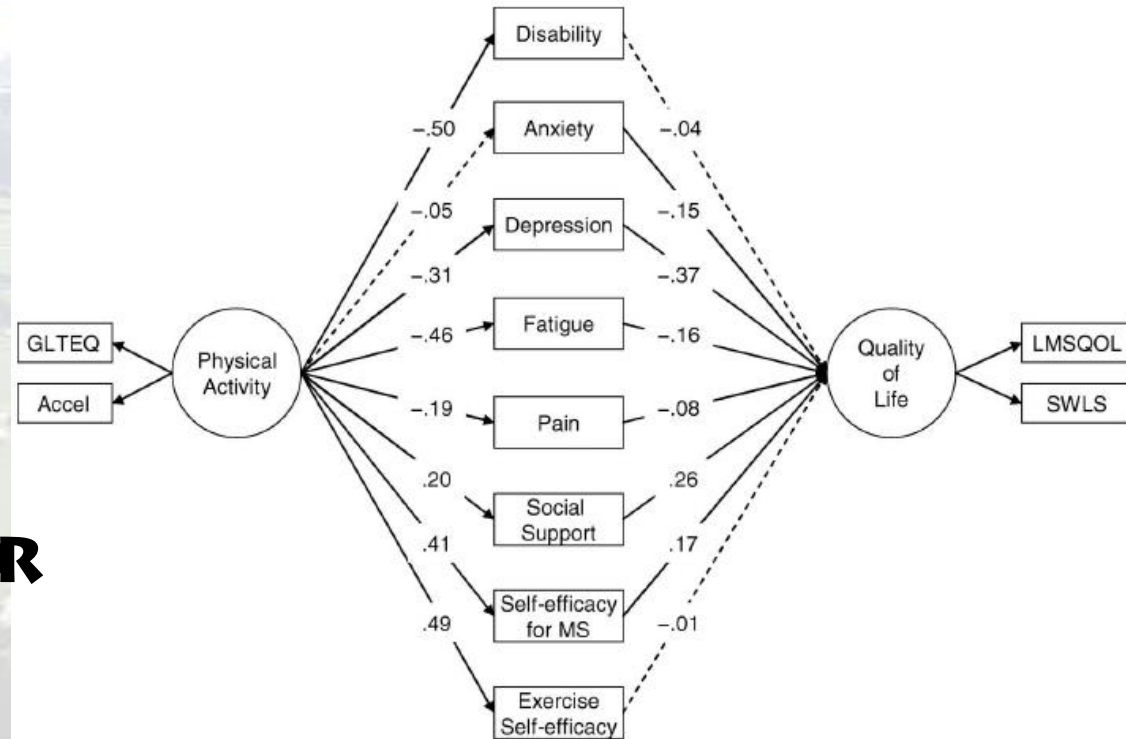 Disability
-.50
Anxiety
-.04
-.05
-.15
Depression
-.31
-.37
GLTEQ
Accel
Physical
Activity
-.46
Fatigue
-.16
Quality
of
Life
LMSQOL
SWLS
-.19
Pain
-.08
.20
Social
Support
.26
R
.41
.17
Self-efficacy
for MS
.49
-.01
Exercise
Self-efficacy